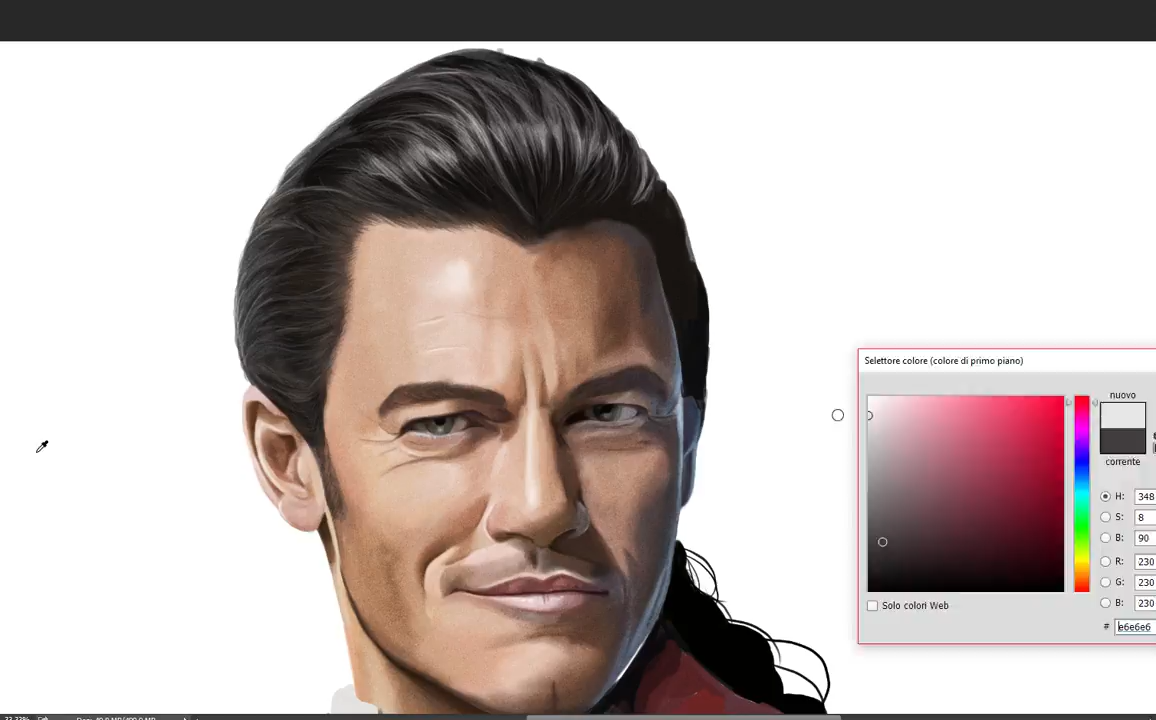 Selettore colore (colore di primo piano)
nuovo
corrente
H: 348
S: 8
B: 90
R: 230
G: 230
B: 230
Solo colori Web
# e6e6e6